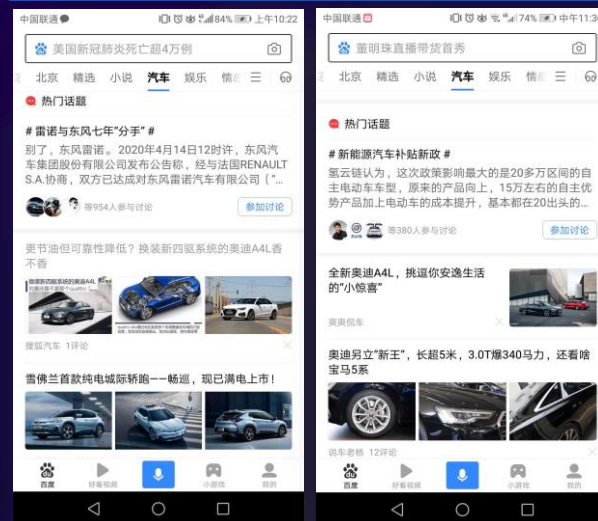 中国联通
84%
上午10:22
美国新冠肺炎死亡超4万例
北京 精选 小说 汽车 娱乐 情
热门话题
# 雷诺与东风七年“分手” #
别了，东风雷诺。2020年4月14日12时许，东风汽
车集团股份有限公司发布公告称，经与法国RENAULT
S.A.协商，双方已达成对东风雷诺汽车有限公司（“...
等954人参与讨论
参加讨论
更节油但可靠性降低？换装新四驱系统的奥迪A4L香
不香
搜狐汽车 1评论
雪佛兰首款纯电城际轿跑——畅巡，现已满电上市！
百度 好看视频 小游戏 我的
中国联通
74%
中午11:3
董明珠直播带货首秀
北京 精选 小说 汽车 娱乐 情
热门话题
# 新能源汽车补贴新政 #
氢云链认为，这次政策影响最大的是20多万区间的自
主电动车车型，原来的产品向上，15万左右的自主优
势产品加上电动车的成本提升，基本都在20出头的...
等380人参与讨论
参加讨论
全新奥迪A4L，挑逗你安逸生活
的“小惊喜”
爽爽侃车
奥迪另立“新王”，长超5米，3.0T爆340马力，还看啥
宝马5系
说车老杨 12评论
百度 好看视频 小游戏 我的